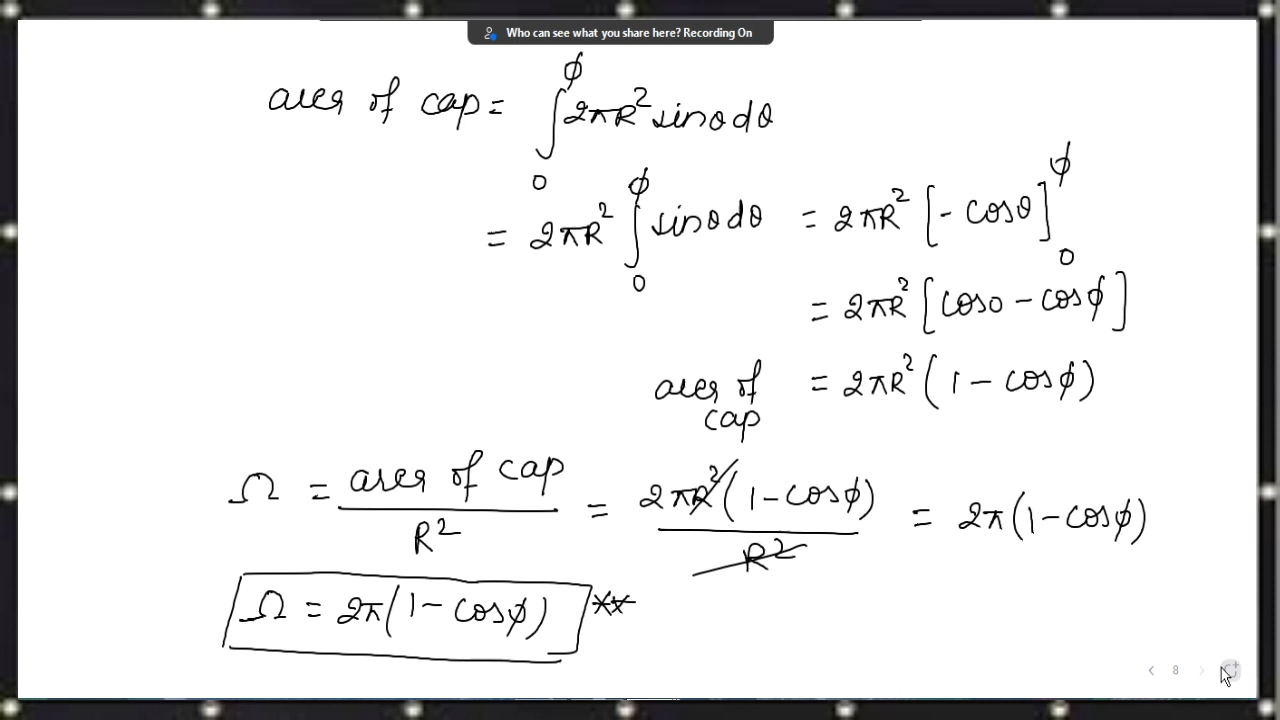 Who can see what you share here? Recording On
area of cap = ∫₀^ϕ 2πR² sinθ dθ
= 2πR² ∫₀^ϕ sinθ dθ = 2πR² [- cosθ]₀^ϕ
= 2πR² [cos0 - cosϕ]
area of cap = 2πR² (1 - cosϕ)
Ω = area of cap / R² = 2πR² (1 - cosϕ) / R² = 2π (1 - cosϕ)
Ω = 2π (1 - cosϕ) **
8